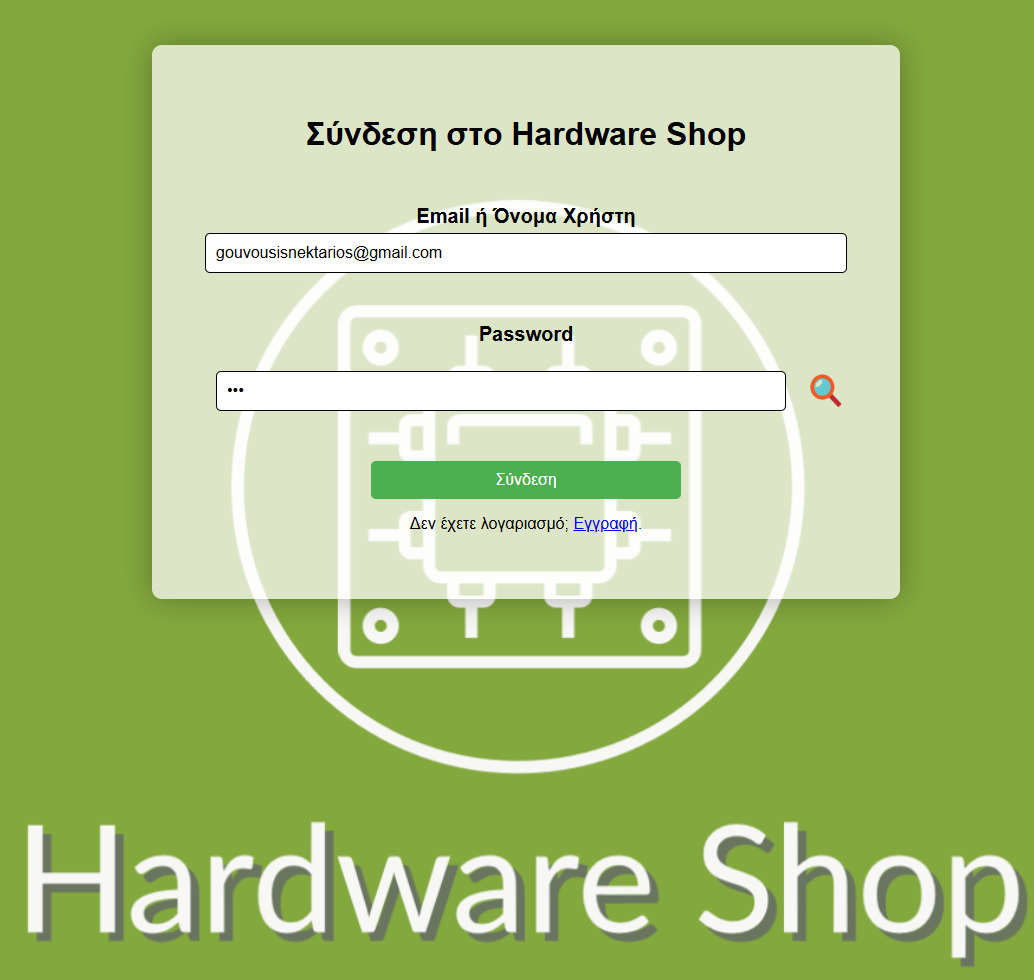 Σύνδεση στο Hardware Shop
Email ή Όνομα Χρήστη
gouvousisnektarios@gmail.com
Password
•••
Σύνδεση
Δεν έχετε λογαριασμό; Εγγραφή.
Hardware Shop